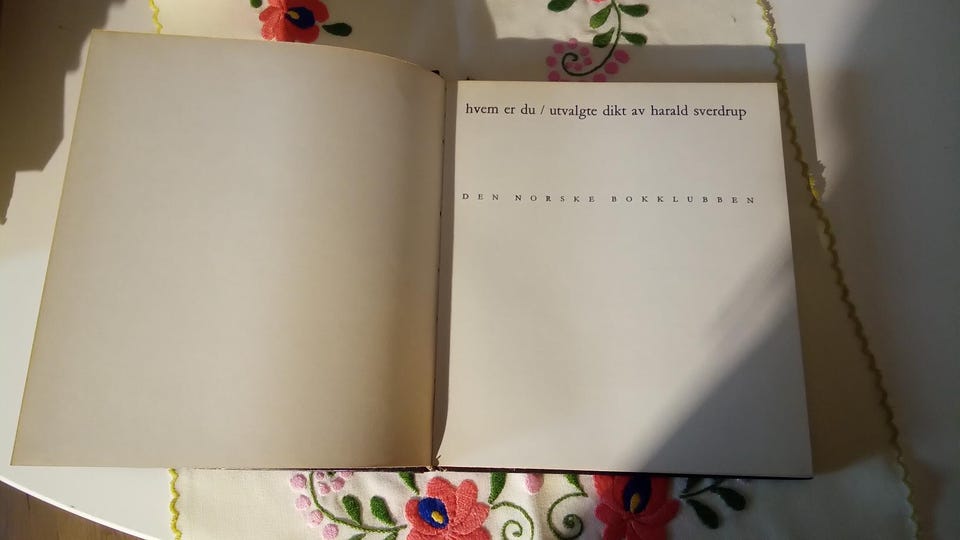 hvem er du / utvalgte dikt av harald sverdrup
DEN NORSKE BOKKLUBBEN